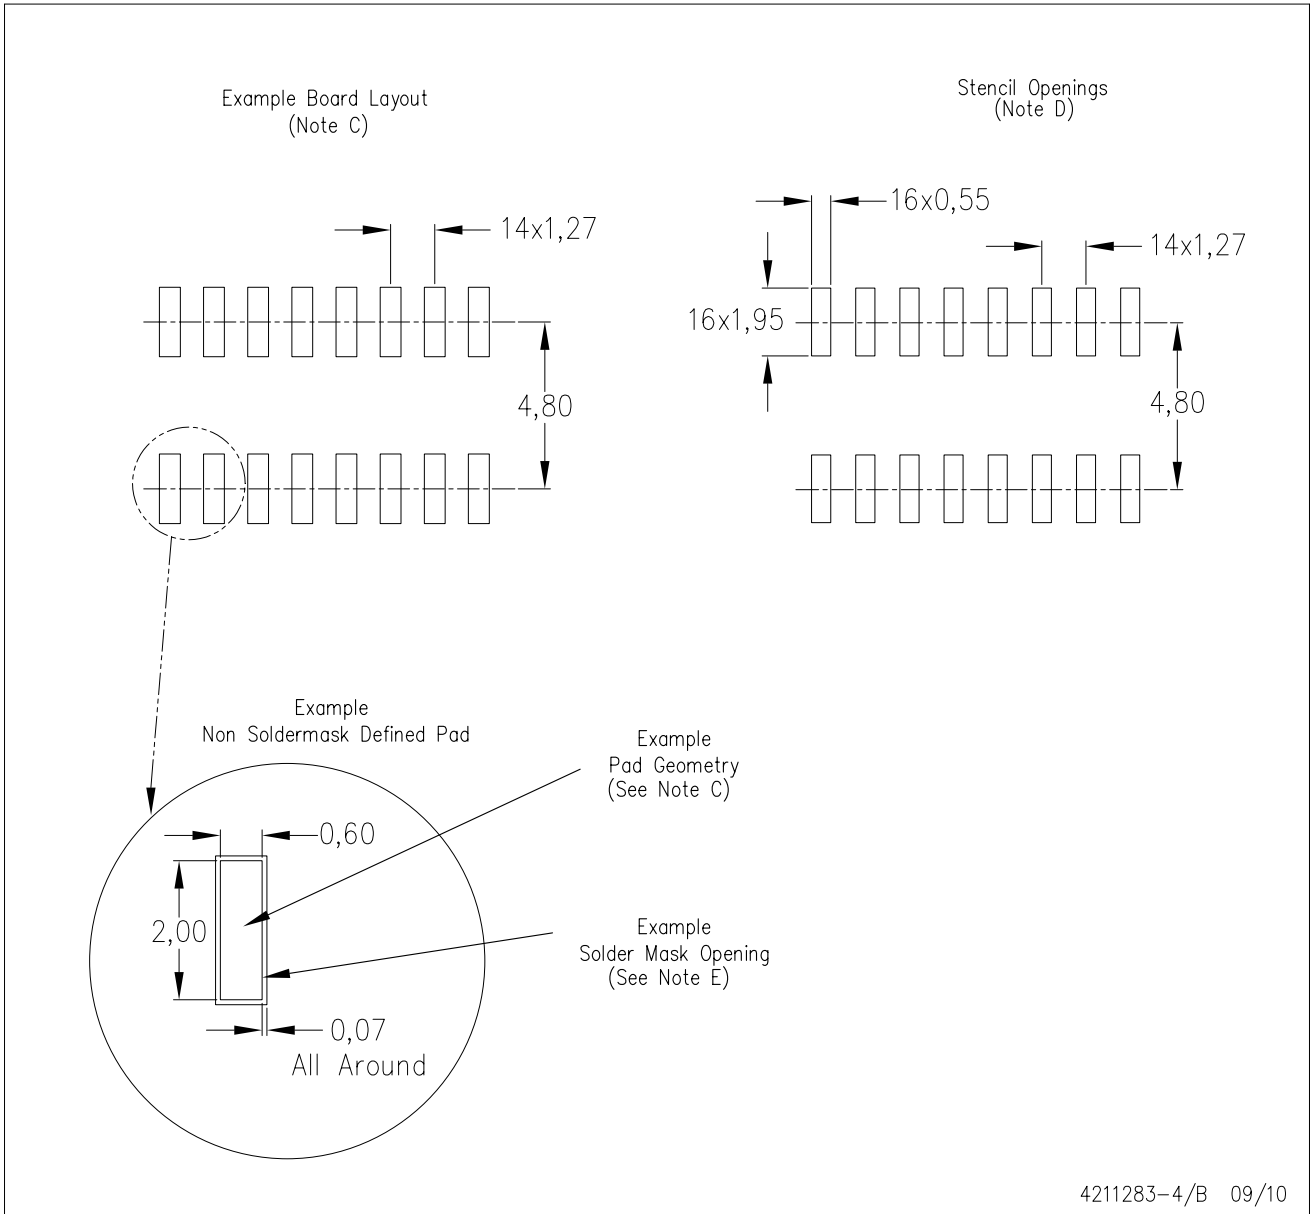 Example Board Layout
(Note C)
14x1,27
4,80
Stencil Openings
(Note D)
16x0,55
14x1,27
16x1,95
4,80
Example
Non Soldermask Defined Pad
0,60
2,00
0,07
All Around
Example
Pad Geometry
(See Note C)
Example
Solder Mask Opening
(See Note E)
4211283-4/B 09/10